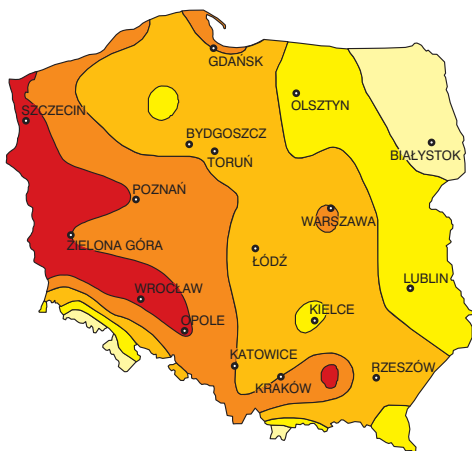 GDAŃSK
OLSZTYN
SZCZECIN
BYDGOSZCZ
TORUŃ
BIAŁYSTOK
POZNAŃ
WARSZAWA
ZIELONA GÓRA
ŁÓDŹ
LUBLIN
WROCŁAW
KIELCE
OPOLE
KATOWICE
RZESZÓW
KRAKÓW